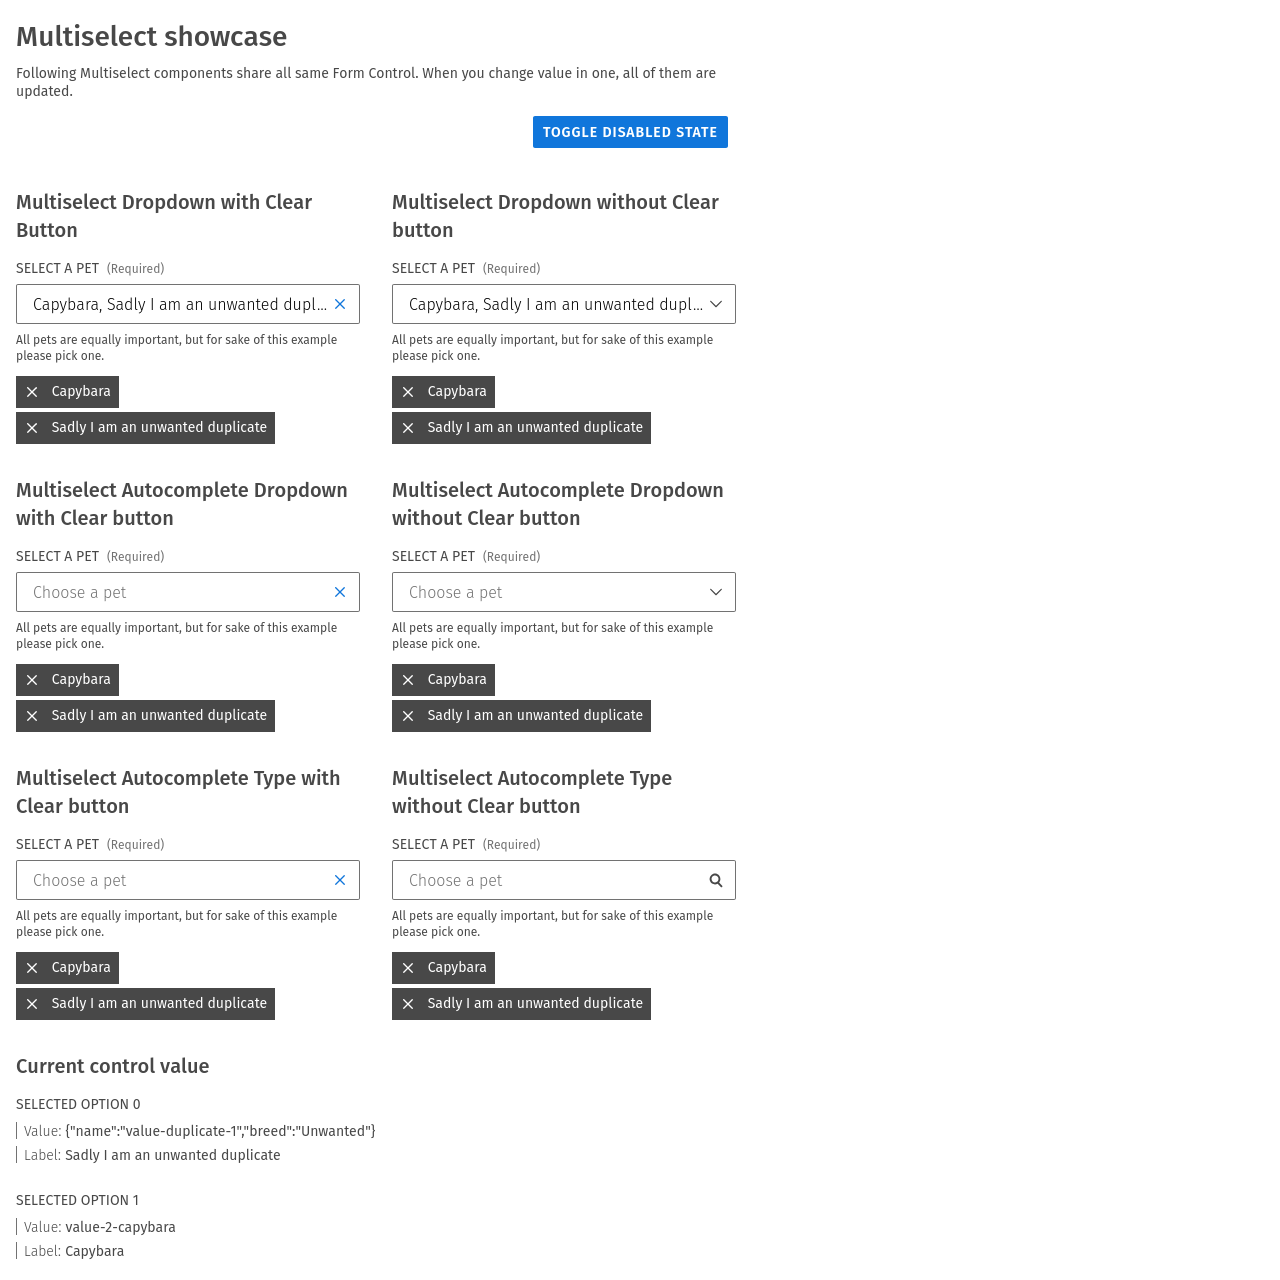 Multiselect showcase
Following Multiselect components share all same Form Control. When you change value in one, all of them are
updated.
TOGGLE DISABLED STATE
Multiselect Dropdown with Clear
Button
SELECT A PET (Required)
Capybara, Sadly I am an unwanted dupl...
All pets are equally important, but for sake of this example
please pick one.
Capybara
Sadly I am an unwanted duplicate
Multiselect Dropdown without Clear
button
SELECT A PET (Required)
Capybara, Sadly I am an unwanted dupl...
All pets are equally important, but for sake of this example
please pick one.
Capybara
Sadly I am an unwanted duplicate
Multiselect Autocomplete Dropdown
with Clear button
SELECT A PET (Required)
Choose a pet
All pets are equally important, but for sake of this example
please pick one.
Capybara
Sadly I am an unwanted duplicate
Multiselect Autocomplete Dropdown
without Clear button
SELECT A PET (Required)
Choose a pet
All pets are equally important, but for sake of this example
please pick one.
Capybara
Sadly I am an unwanted duplicate
Multiselect Autocomplete Type with
Clear button
SELECT A PET (Required)
Choose a pet
All pets are equally important, but for sake of this example
please pick one.
Capybara
Sadly I am an unwanted duplicate
Multiselect Autocomplete Type
without Clear button
SELECT A PET (Required)
Choose a pet
All pets are equally important, but for sake of this example
please pick one.
Capybara
Sadly I am an unwanted duplicate
Current control value
SELECTED OPTION 0
Value: {"name":"value-duplicate-1","breed":"Unwanted"}
Label: Sadly I am an unwanted duplicate
SELECTED OPTION 1
Value: value-2-capybara
Label: Capybara